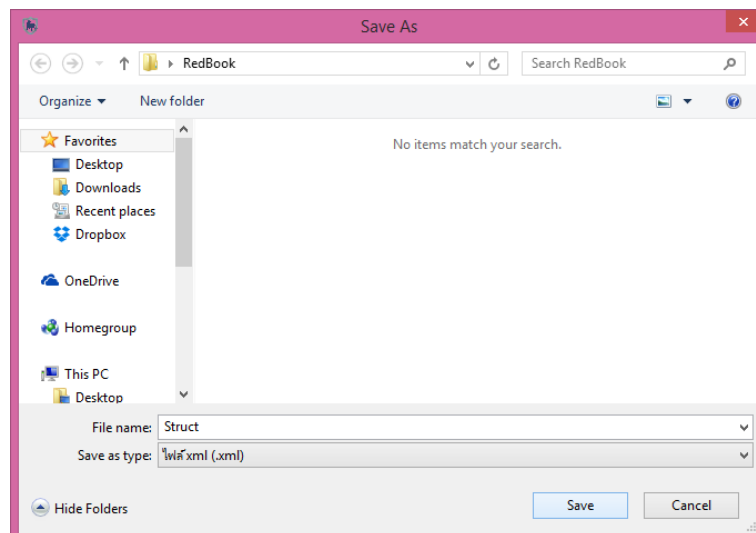 Save As
RedBook
Search RedBook
Organize
New folder
Favorites
Desktop
Downloads
Recent places
Dropbox
OneDrive
Homegroup
This PC
Desktop
No items match your search.
File name: Struct
Save as type: ไฟล์ xml (.xml)
Hide Folders
Save
Cancel